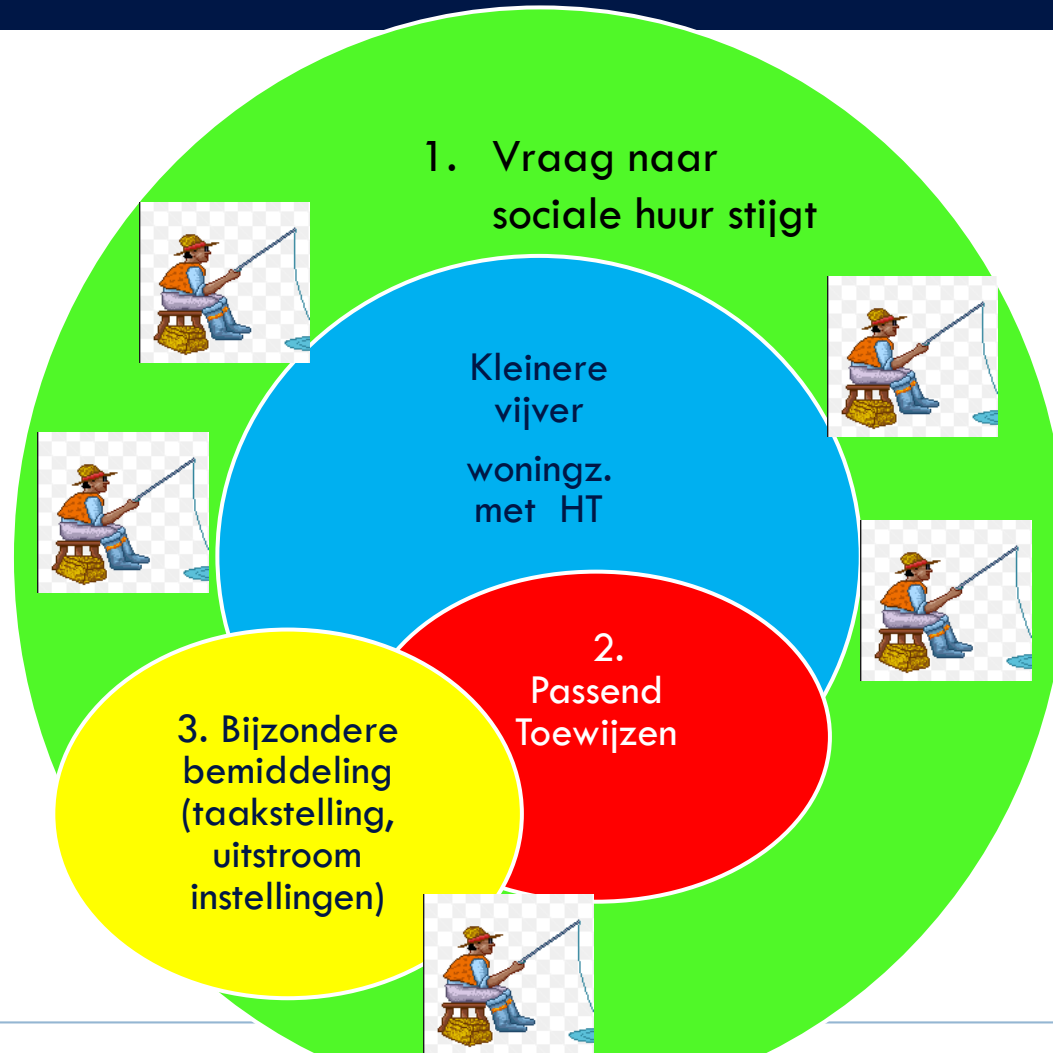 1. Vraag naar
sociale huur stijgt
Kleinere
vijver
woningz.
met HT
2.
Passend
Toewijzen
3. Bijzondere
bemiddeling
(taakstelling,
uitstroom
instellingen)